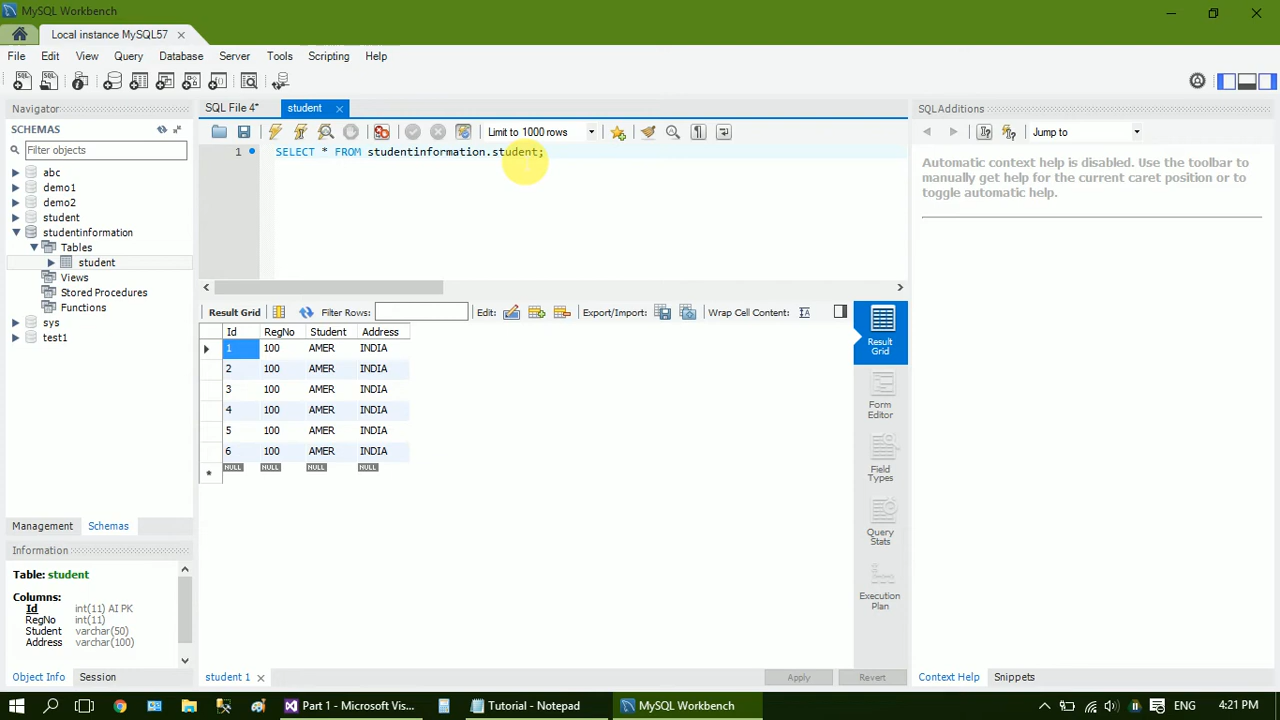 MySQL Workbench
Local instance MySQL57
File Edit View Query Database Server Tools Scripting Help
Navigator
SCHEMAS
Filter objects
abc
demo1
demo2
student
studentinformation
Tables
student
Views
Stored Procedures
Functions
sys
test1
Management Schemas
Information
Table: student
Columns:
Id int(11) AI PK
RegNo int(11)
Student varchar(50)
Address varchar(100)
Object Info Session
SQL File 4* student
Limit to 1000 rows
1 SELECT * FROM studentinformation.student;
Result Grid Filter Rows: Edit: Export/Import: Wrap Cell Content:
Id RegNo Student Address
1 100 AMER INDIA
2 100 AMER INDIA
3 100 AMER INDIA
4 100 AMER INDIA
5 100 AMER INDIA
6 100 AMER INDIA
NULL NULL NULL NULL
Result
Grid
Form
Editor
Field
Types
Query
Stats
Execution
Plan
student 1 Apply Revert
SQLAdditions
Jump to
Automatic context help is disabled. Use the toolbar to
manually get help for the current caret position or to
toggle automatic help.
Context Help Snippets
Part 1 - Microsoft Vis... Tutorial - Notepad MySQL Workbench ENG 4:21 PM